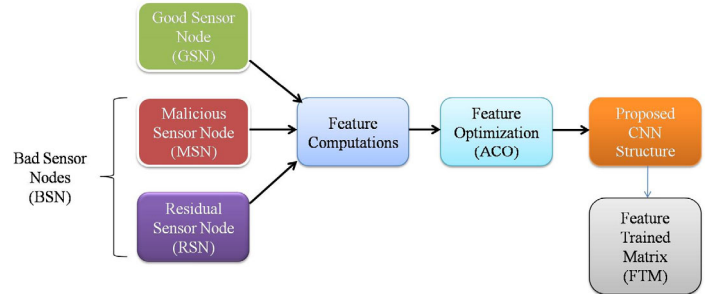 Good Sensor
Node
(GSN)
Malicious
Sensor Node
(MSN)
Bad Sensor
Nodes
(BSN)
Residual
Sensor Node
(RSN)
Feature
Computations
Feature
Optimization
(ACO)
Proposed
CNN
Structure
Feature
Trained
Matrix
(FTM)